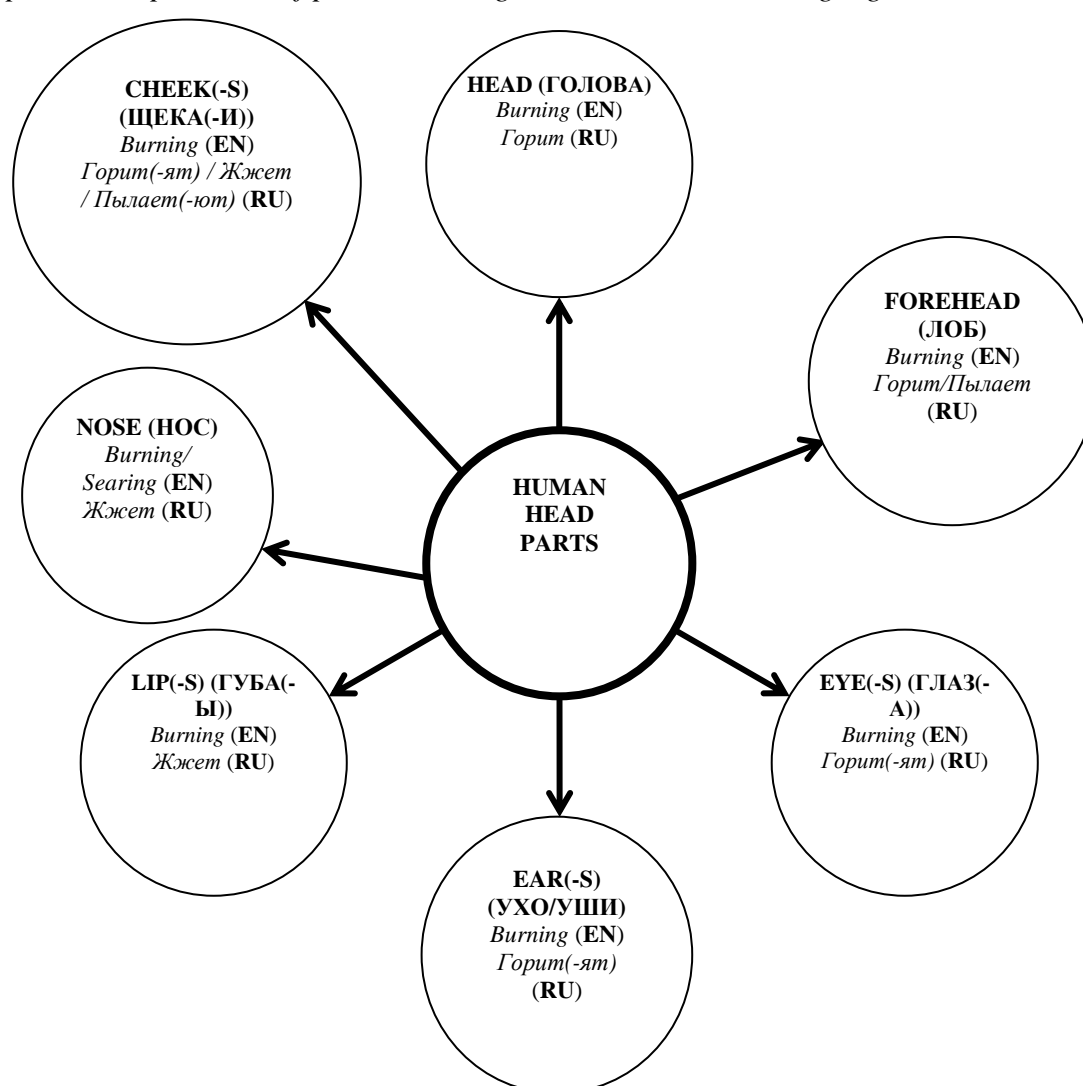 CHEEK(-S)
(ЩЕКА(-И))
Burning (EN)
Горит(-ят) / Жжет
/ Пылает(-ют) (RU)
HEAD (ГОЛОВА)
Burning (EN)
Горит (RU)
FOREHEAD
(ЛОБ)
Burning (EN)
Горит/Пылает
(RU)
NOSE (НОС)
Burning/
Searing (EN)
Жжет (RU)
HUMAN
HEAD
PARTS
LIP(-S) (ГУБА(-
Ы))
Burning (EN)
Жжет (RU)
EYE(-S) (ГЛАЗ(-
А))
Burning (EN)
Горит(-ят) (RU)
EAR(-S)
(УХО/УШИ)
Burning (EN)
Горит(-ят)
(RU)